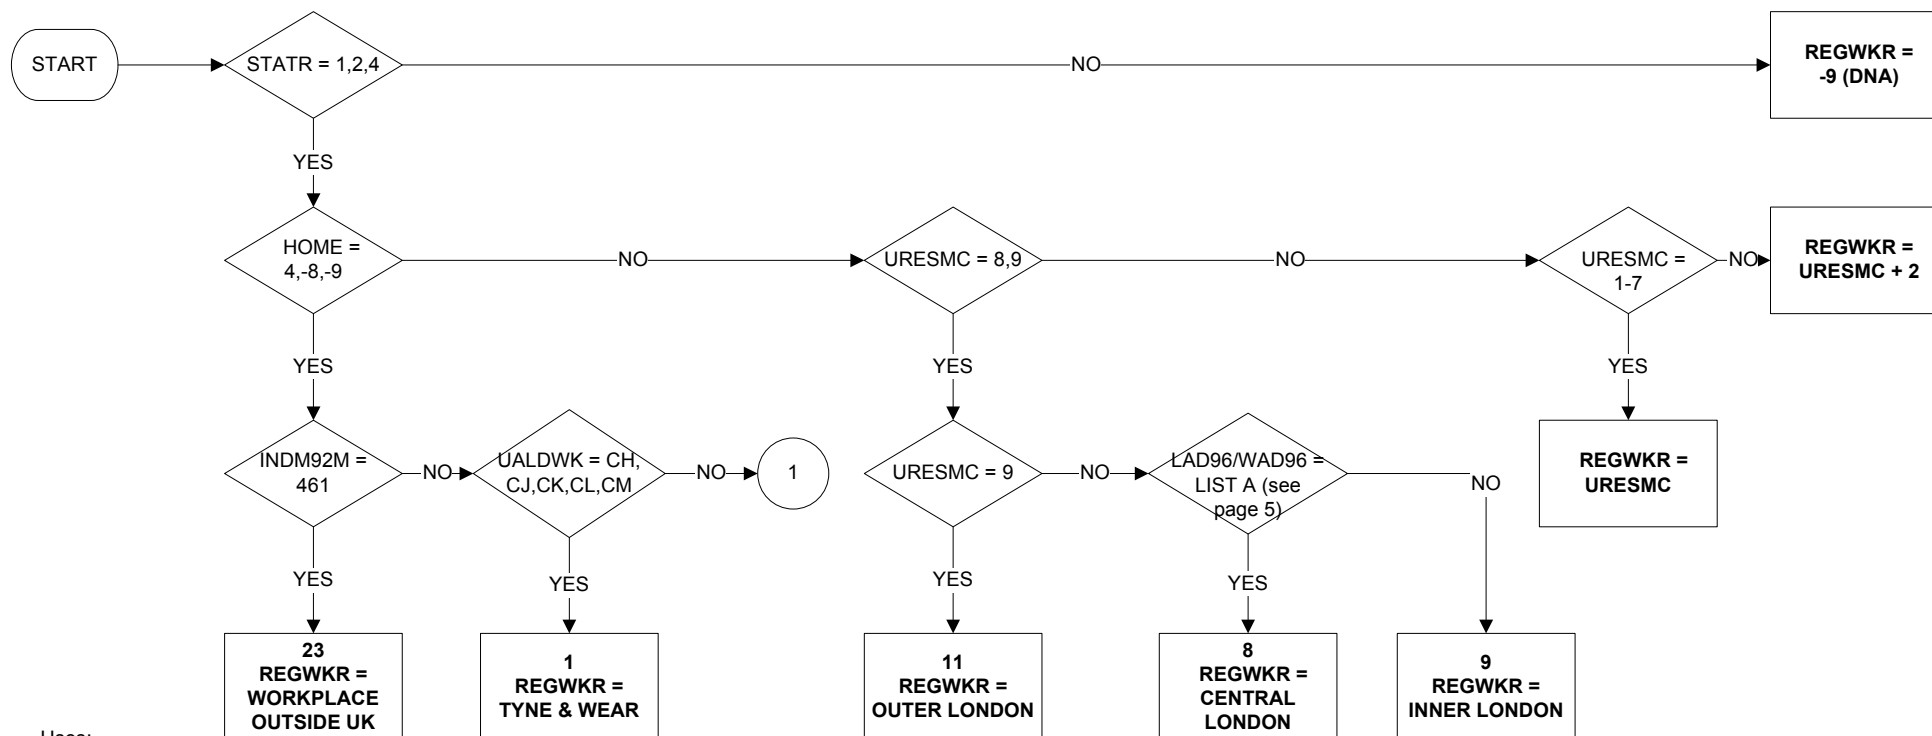 START
STATR = 1,2,4
NO
REGWKR =
-9 (DNA)
YES
HOME =
4,-8,-9
NO
URESMC = 8,9
NO
URESMC =
1-7
NO
REGWKR =
URESMC + 2
YES
YES
YES
INDM92M =
461
NO
UALDWK = CH,
CJ,CK,CL,CM
NO
1
URESMC = 9
NO
LAD96/WAD96 =
LIST A (see
page 5)
NO
REGWKR =
URESMC
YES
YES
YES
YES
23
REGWKR =
WORKPLACE
OUTSIDE UK
1
REGWKR =
TYNE & WEAR
11
REGWKR =
OUTER LONDON
8
REGWKR =
CENTRAL
LONDON
9
REGWKR =
INNER LONDON